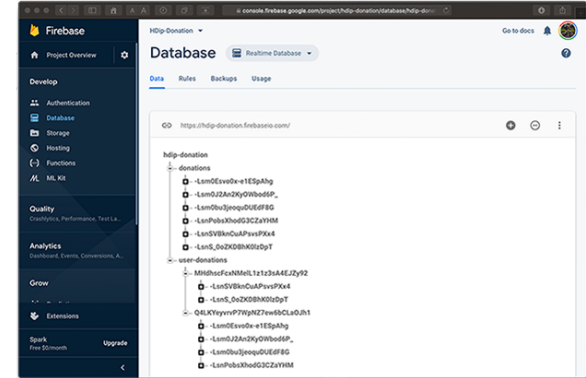 console.firebase.google.com/project/hdip-donation/database/hdip-dono
Firebase
HDip-Donation
Go to docs
Project Overview
Database
Realtime Database
Develop
Data Rules Backups Usage
Authentication
Database
Storage
Hosting
Functions
ML Kit
https://hdip-donation.firebaseio.com/
hdip-donation
donations
-Lsm0Esvo0x-e1ESpAhg
-Lsm0J2An2KyOWbod6P_
-Lsm0bu3jeoquDUEdF8G
-LsnPobsXhodG3CZaYHM
-LsnSVBknCuAPsvsPXx4
-LsnS_0oZKDBhK0lzDpT
user-donations
MHdhscFcxNMelL1z1z3sA4EJZy92
-LsnSVBknCuAPsvsPXx4
-LsnS_0oZKDBhK0lzDpT
Q4LKYeyvrvP7WpNZ7ew6bCLaOJh1
-Lsm0Esvo0x-e1ESpAhg
-Lsm0J2An2KyOWbod6P_
-Lsm0bu3jeoquDUEdF8G
-LsnPobsXhodG3CZaYHM
Quality
Crashlytics, Performance, Test La...
Analytics
Dashboard, Events, Conversions, A...
Grow
Extensions
Spark
Free $0/month
Upgrade